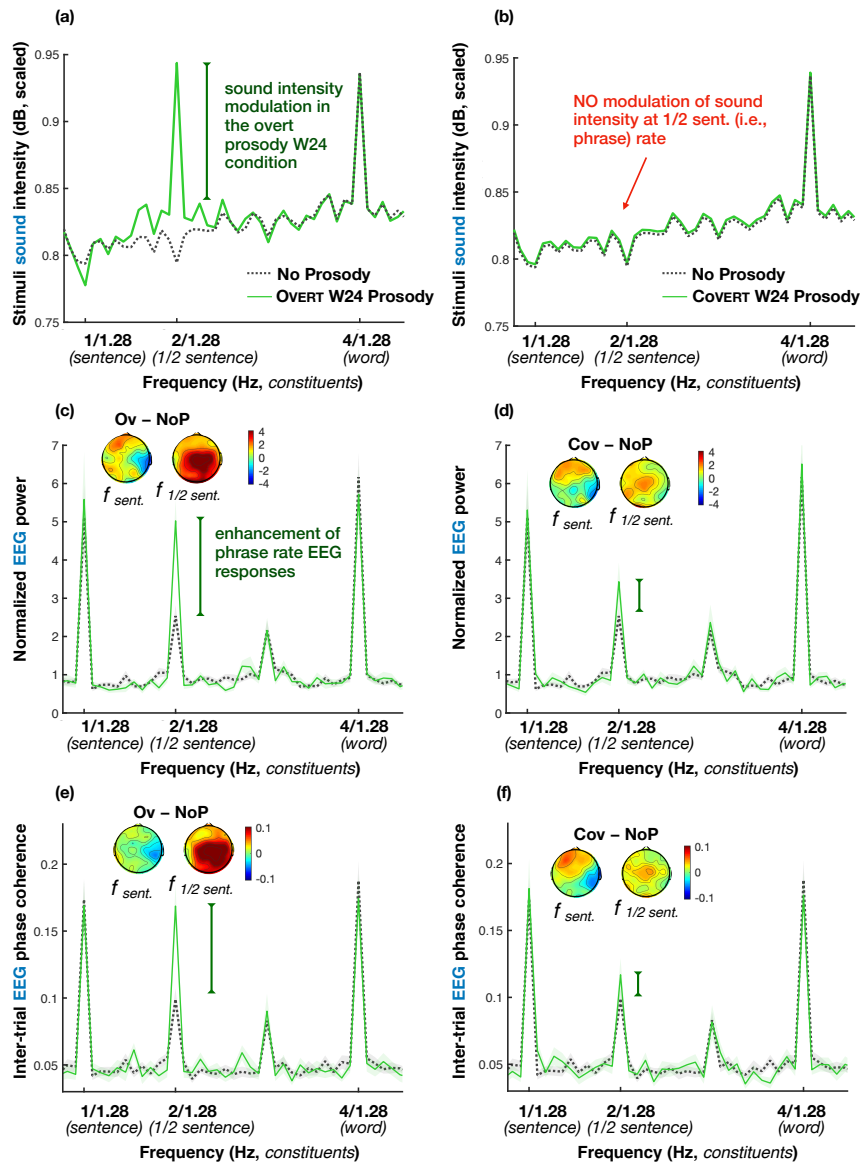 (a)
Stimuli sound intensity (dB, scaled)
0.95
0.9
0.85
0.8
0.75
sound intensity
modulation in
the overt
prosody W24
condition
No Prosody
OVERT W24 Prosody
1/1.28 2/1.28 4/1.28
(sentence) (1/2 sentence) (word)
Frequency (Hz, constituents)
(b)
Stimuli sound intensity (dB, scaled)
0.95
0.9
0.85
0.8
0.75
NO modulation of sound
intensity at 1/2 sent. (i.e.,
phrase) rate
No Prosody
COVERT W24 Prosody
1/1.28 2/1.28 4/1.28
(sentence) (1/2 sentence) (word)
Frequency (Hz, constituents)
(c)
Normalized EEG power
7
6
5
4
3
2
1
0
Ov – NoP
4
2
0
-2
-4
f sent. f 1/2 sent.
enhancement of
phrase rate EEG
responses
1/1.28 2/1.28 4/1.28
(sentence) (1/2 sentence) (word)
Frequency (Hz, constituents)
(d)
Normalized EEG power
7
6
5
4
3
2
1
0
Cov – NoP
4
2
0
-2
-4
f sent. f 1/2 sent.
1/1.28 2/1.28 4/1.28
(sentence) (1/2 sentence) (word)
Frequency (Hz, constituents)
(e)
Inter-trial EEG phase coherence
0.2
0.15
0.1
0.05
Ov – NoP
0.1
0
-0.1
f sent. f 1/2 sent.
1/1.28 2/1.28 4/1.28
(sentence) (1/2 sentence) (word)
Frequency (Hz, constituents)
(f)
Inter-trial EEG phase coherence
0.2
0.15
0.1
0.05
Cov – NoP
0.1
0
-0.1
f sent. f 1/2 sent.
1/1.28 2/1.28 4/1.28
(sentence) (1/2 sentence) (word)
Frequency (Hz, constituents)